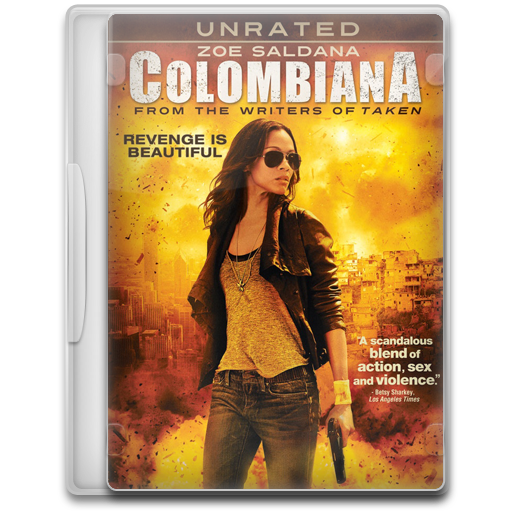 UNRATED
ZOE SALDANA
COLOMBIANA
FROM THE WRITERS OF TAKEN
REVENGE IS
BEAUTIFUL
"A scandalous
blend of
action, sex
and violence."
- Betsy Sharkey,
Los Angeles Times